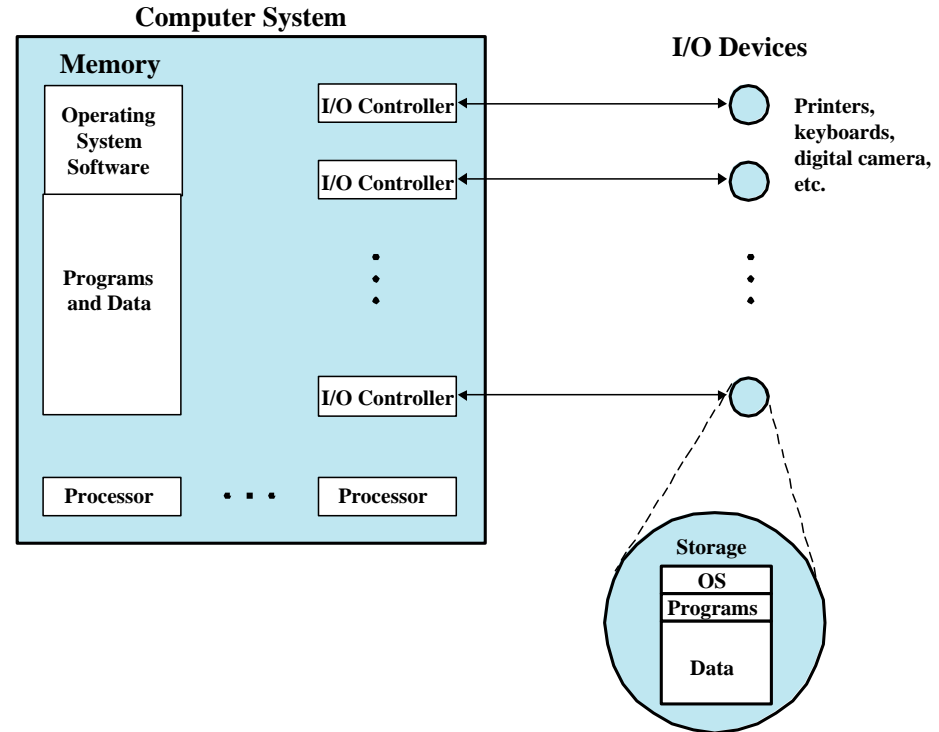 Computer System
I/O Devices
Memory
Operating
System
Software
Programs
and Data
I/O Controller
I/O Controller
I/O Controller
Processor
Processor
Printers,
keyboards,
digital camera,
etc.
Storage
OS
Programs
Data